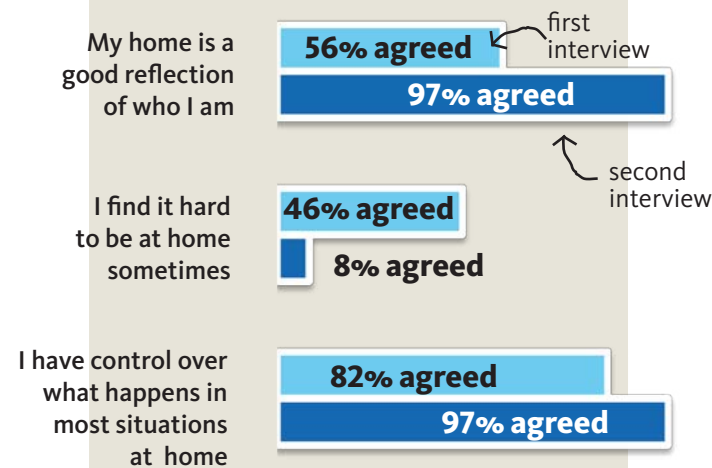 My home is a
good reflection
of who I am
56% agreed
first
interview
97% agreed
second
interview
I find it hard
to be at home
sometimes
46% agreed
8% agreed
I have control over
what happens in
most situations
at home
82% agreed
97% agreed